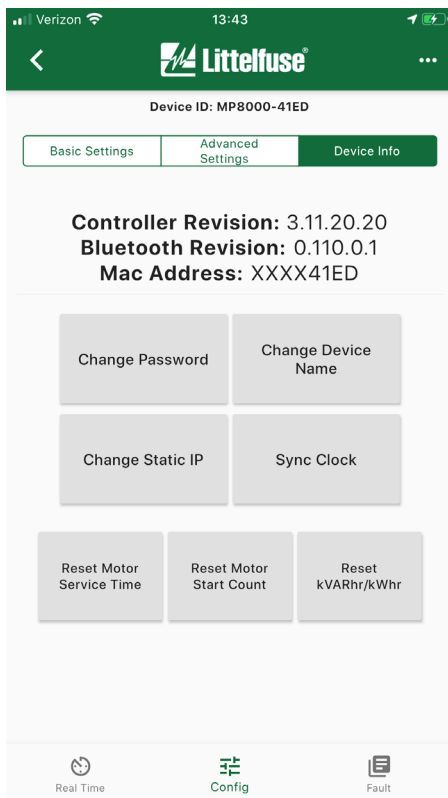 Verizon 13:43
Littelfuse®
Device ID: MP8000-41ED
Basic Settings
Advanced
Settings
Device Info
Controller Revision: 3.11.20.20
Bluetooth Revision: 0.110.0.1
Mac Address: XXXX41ED
Change Password
Change Device
Name
Change Static IP
Sync Clock
Reset Motor
Service Time
Reset Motor
Start Count
Reset
kVARhr/kWhr
Real Time
Config
Fault